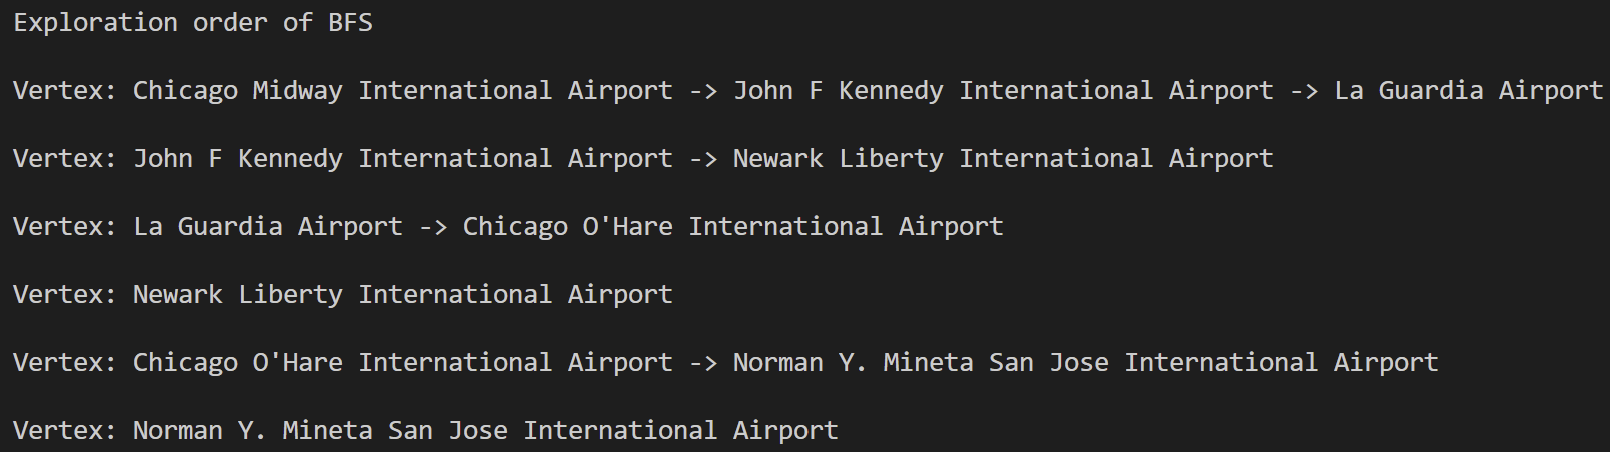 Exploration order of BFS
Vertex: Chicago Midway International Airport -> John F Kennedy International Airport -> La Guardia Airport
Vertex: John F Kennedy International Airport -> Newark Liberty International Airport
Vertex: La Guardia Airport -> Chicago O'Hare International Airport
Vertex: Newark Liberty International Airport
Vertex: Chicago O'Hare International Airport -> Norman Y. Mineta San Jose International Airport
Vertex: Norman Y. Mineta San Jose International Airport